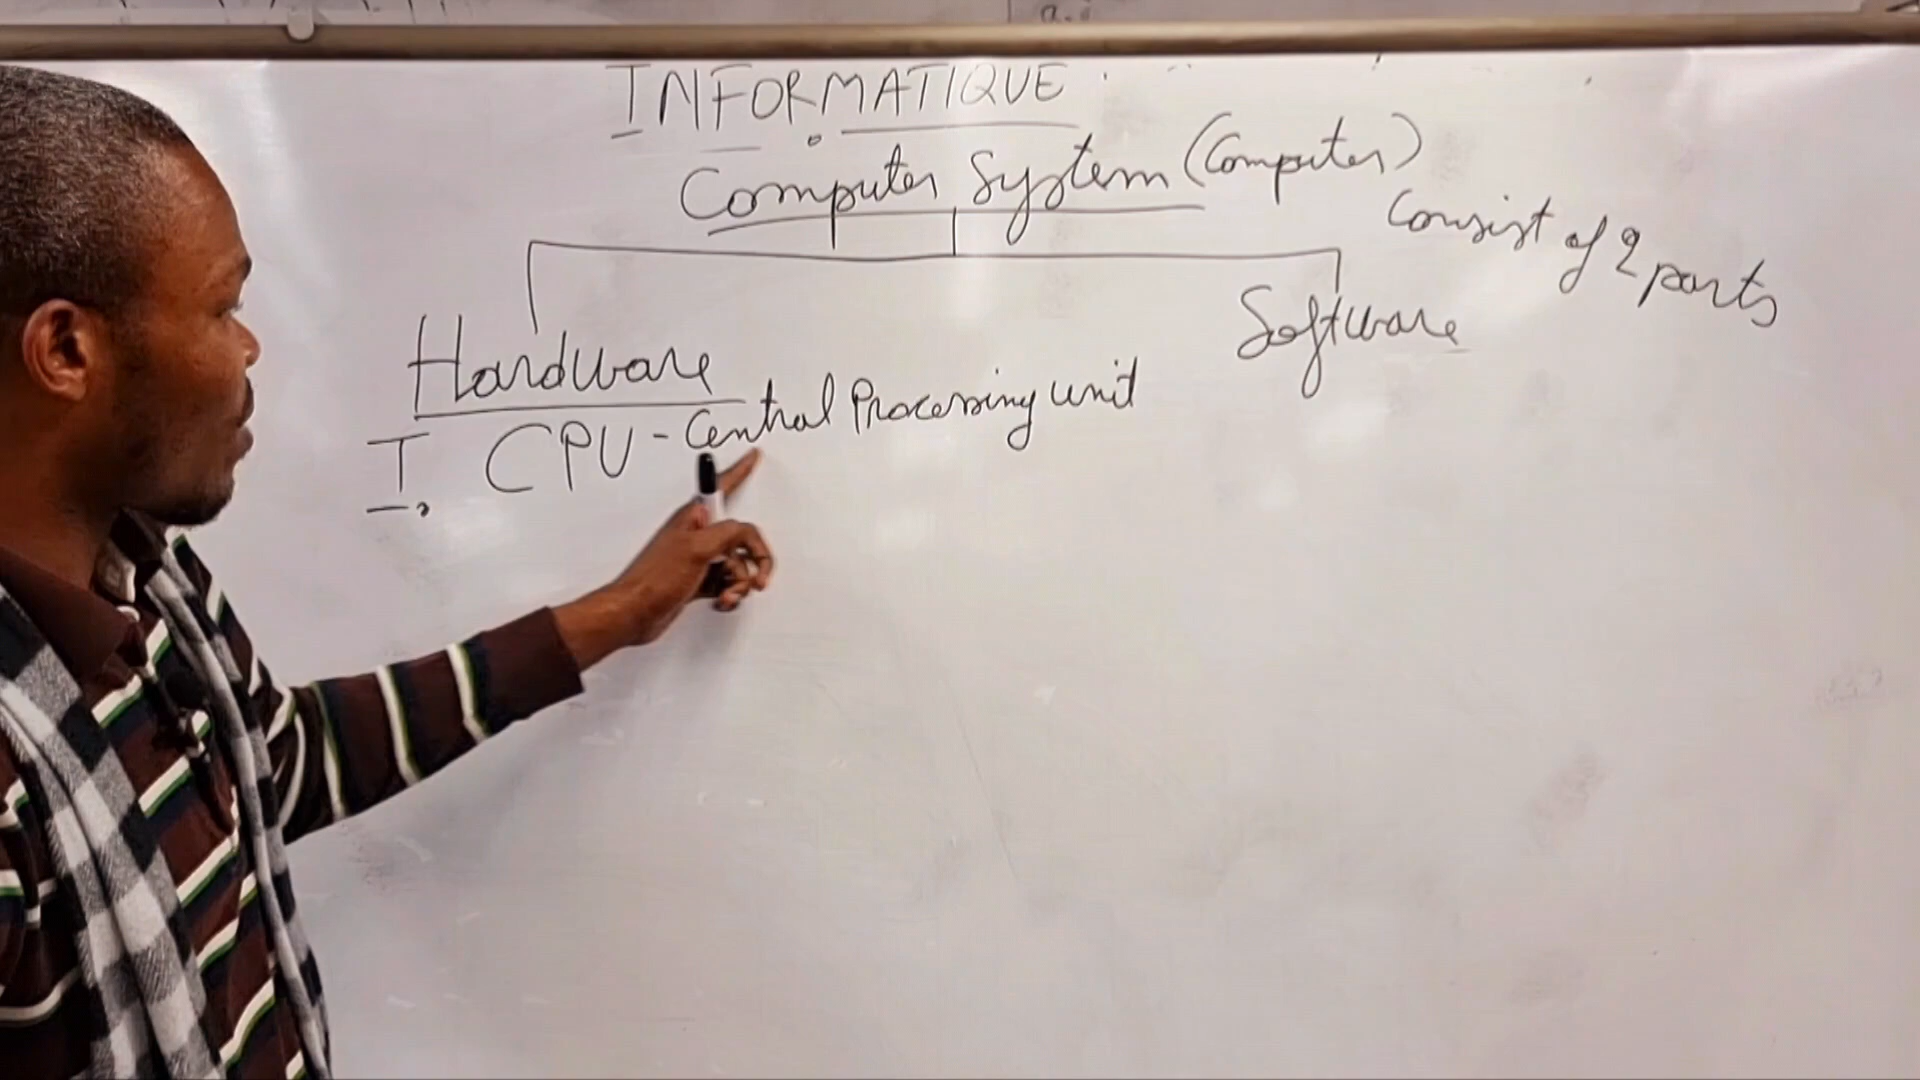 a.
INFORMATIQUE
Computer System (Computer)
Consist of 2 parts
Hardware
Software
I. CPU - Central Processing unit